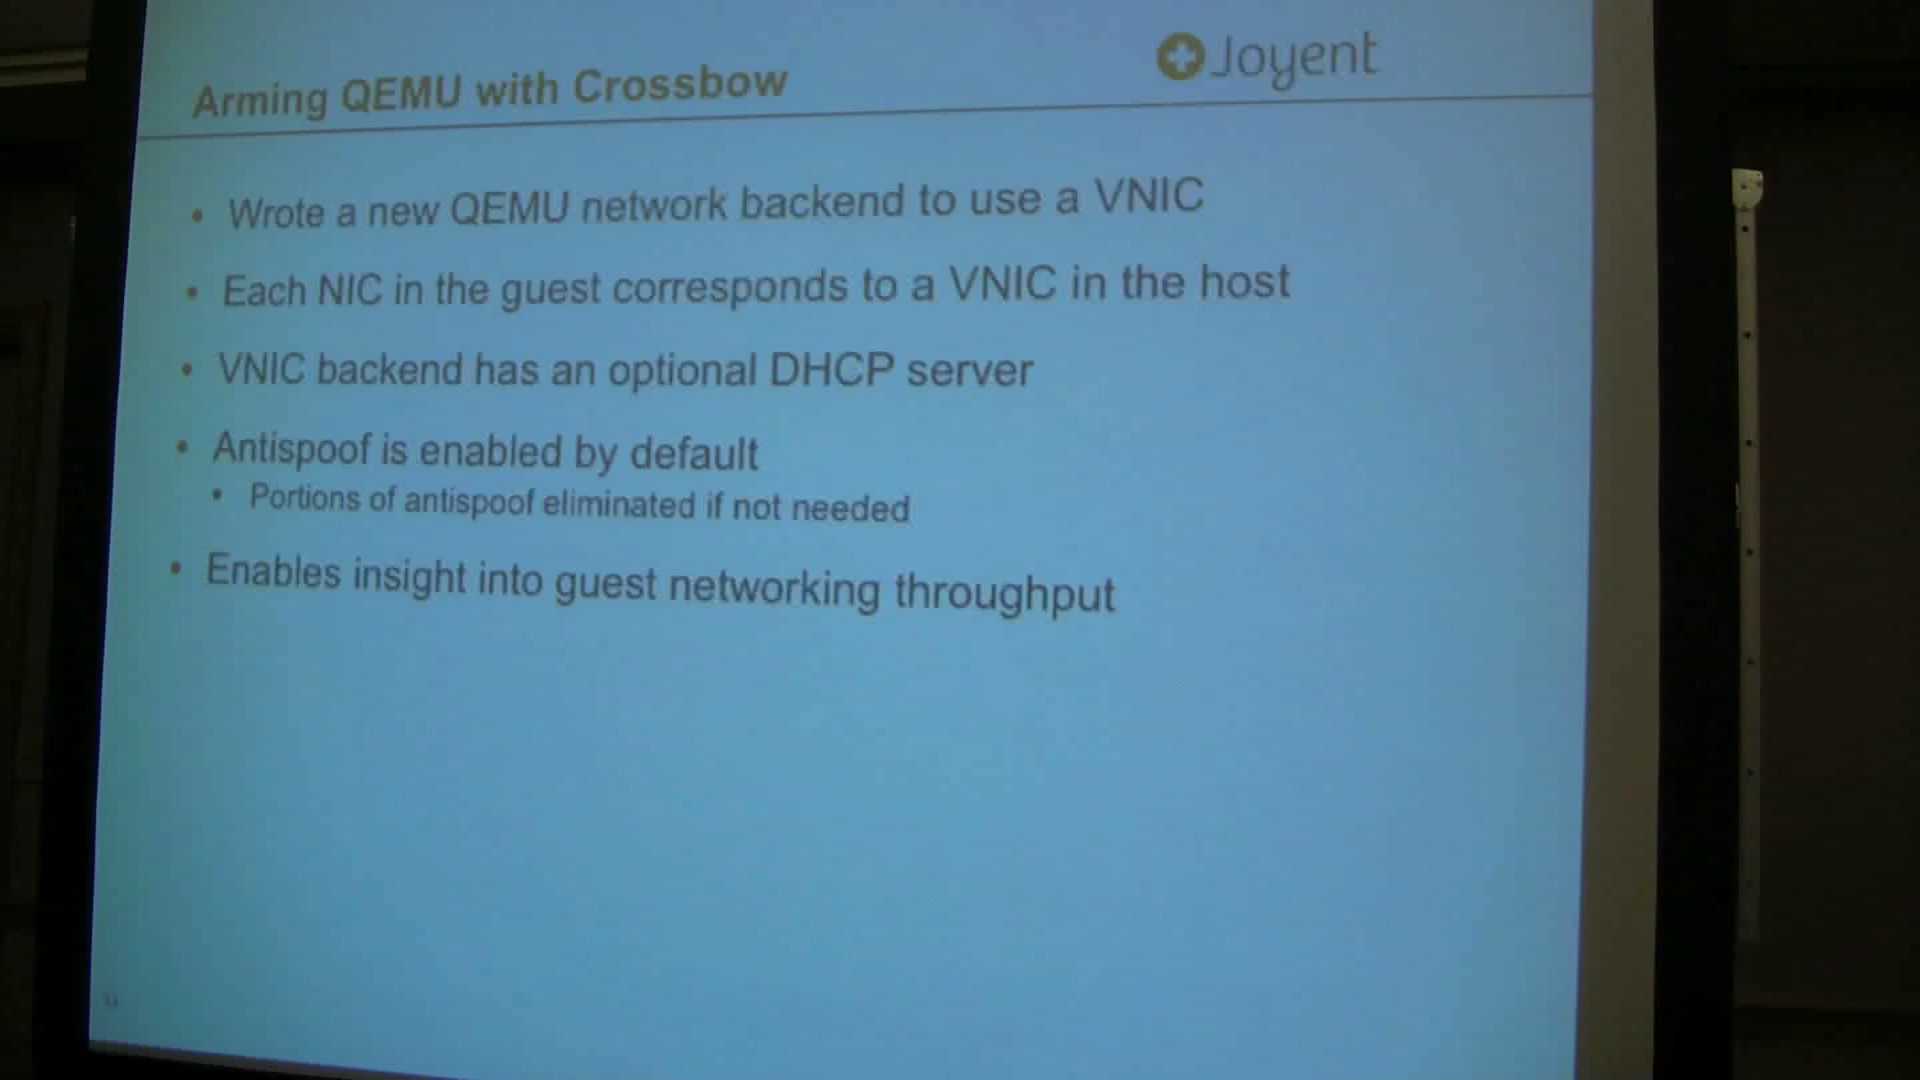 Arming QEMU with Crossbow
Joyent
• Wrote a new QEMU network backend to use a VNIC
• Each NIC in the guest corresponds to a VNIC in the host
• VNIC backend has an optional DHCP server
• Antispoof is enabled by default
• Portions of antispoof eliminated if not needed
• Enables insight into guest networking throughput